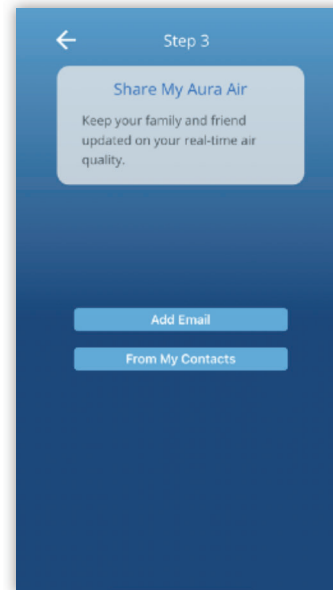 Step 3
Share My Aura Air
Keep your family and friend
updated on your real-time air
quality.
Add Email
From My Contacts